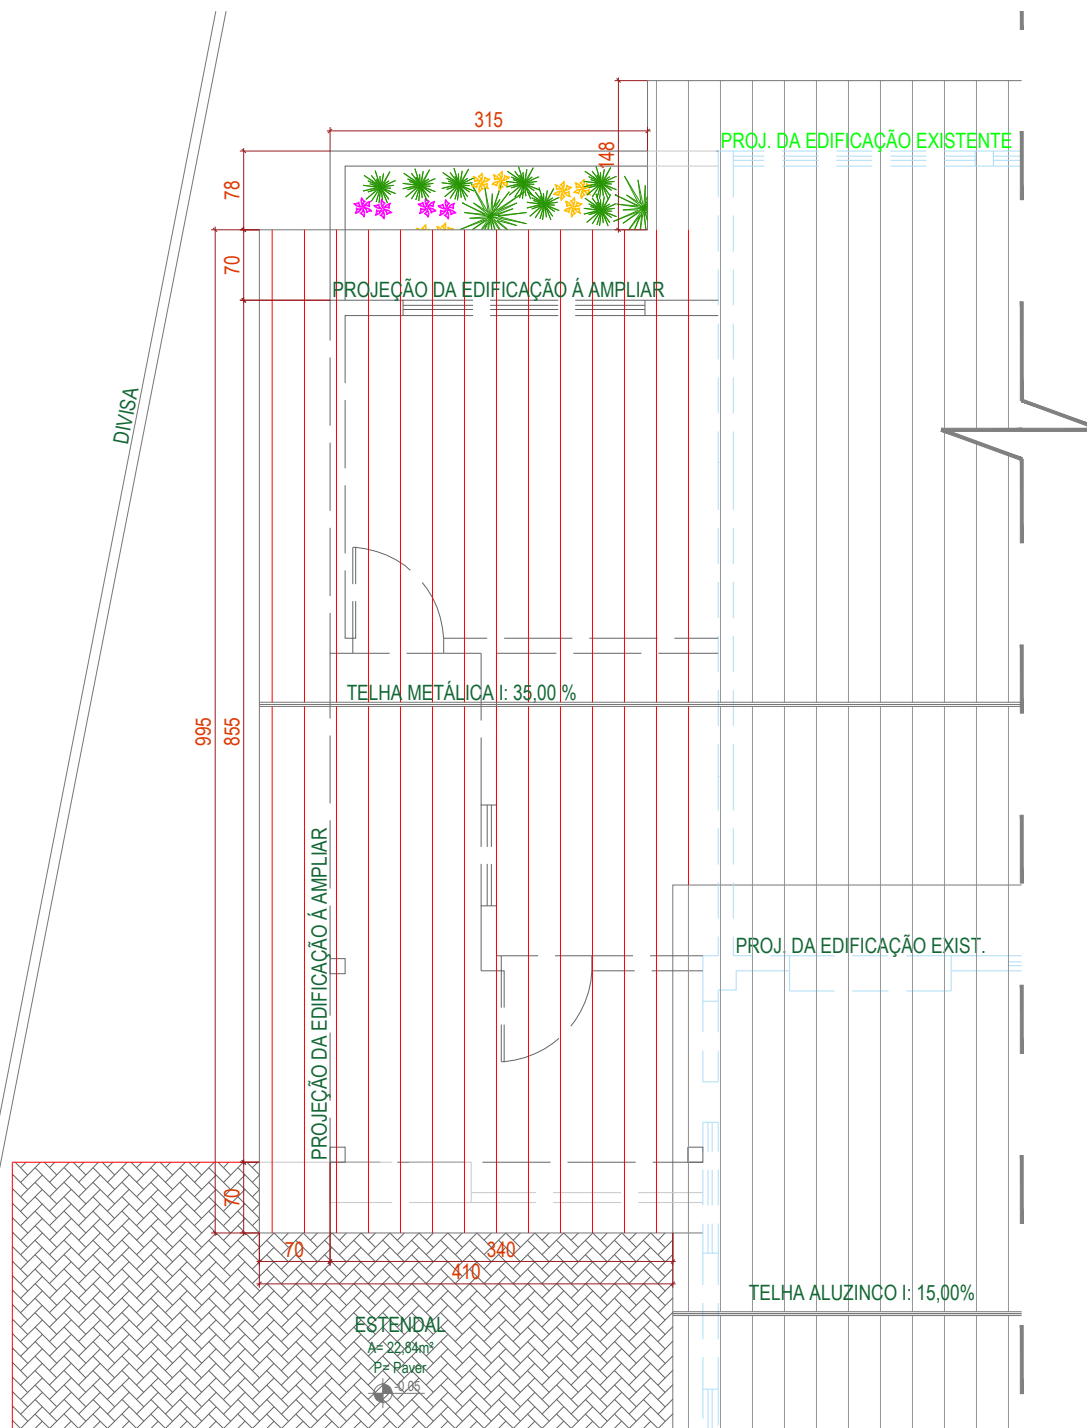 315
148
PROJ. DA EDIFICAÇÃO EXISTENTE
78
70
PROJEÇÃO DA EDIFICAÇÃO Á AMPLIAR
DIVISA
TELHA METÁLICA I: 35,00 %
995
855
PROJEÇÃO DA EDIFICAÇÃO Á AMPLIAR
PROJ. DA EDIFICAÇÃO EXIST.
70
70
340
410
TELHA ALUZINCO I: 15,00%
ESTENDAL
A= 22,84m²
P= Paver
-0,05